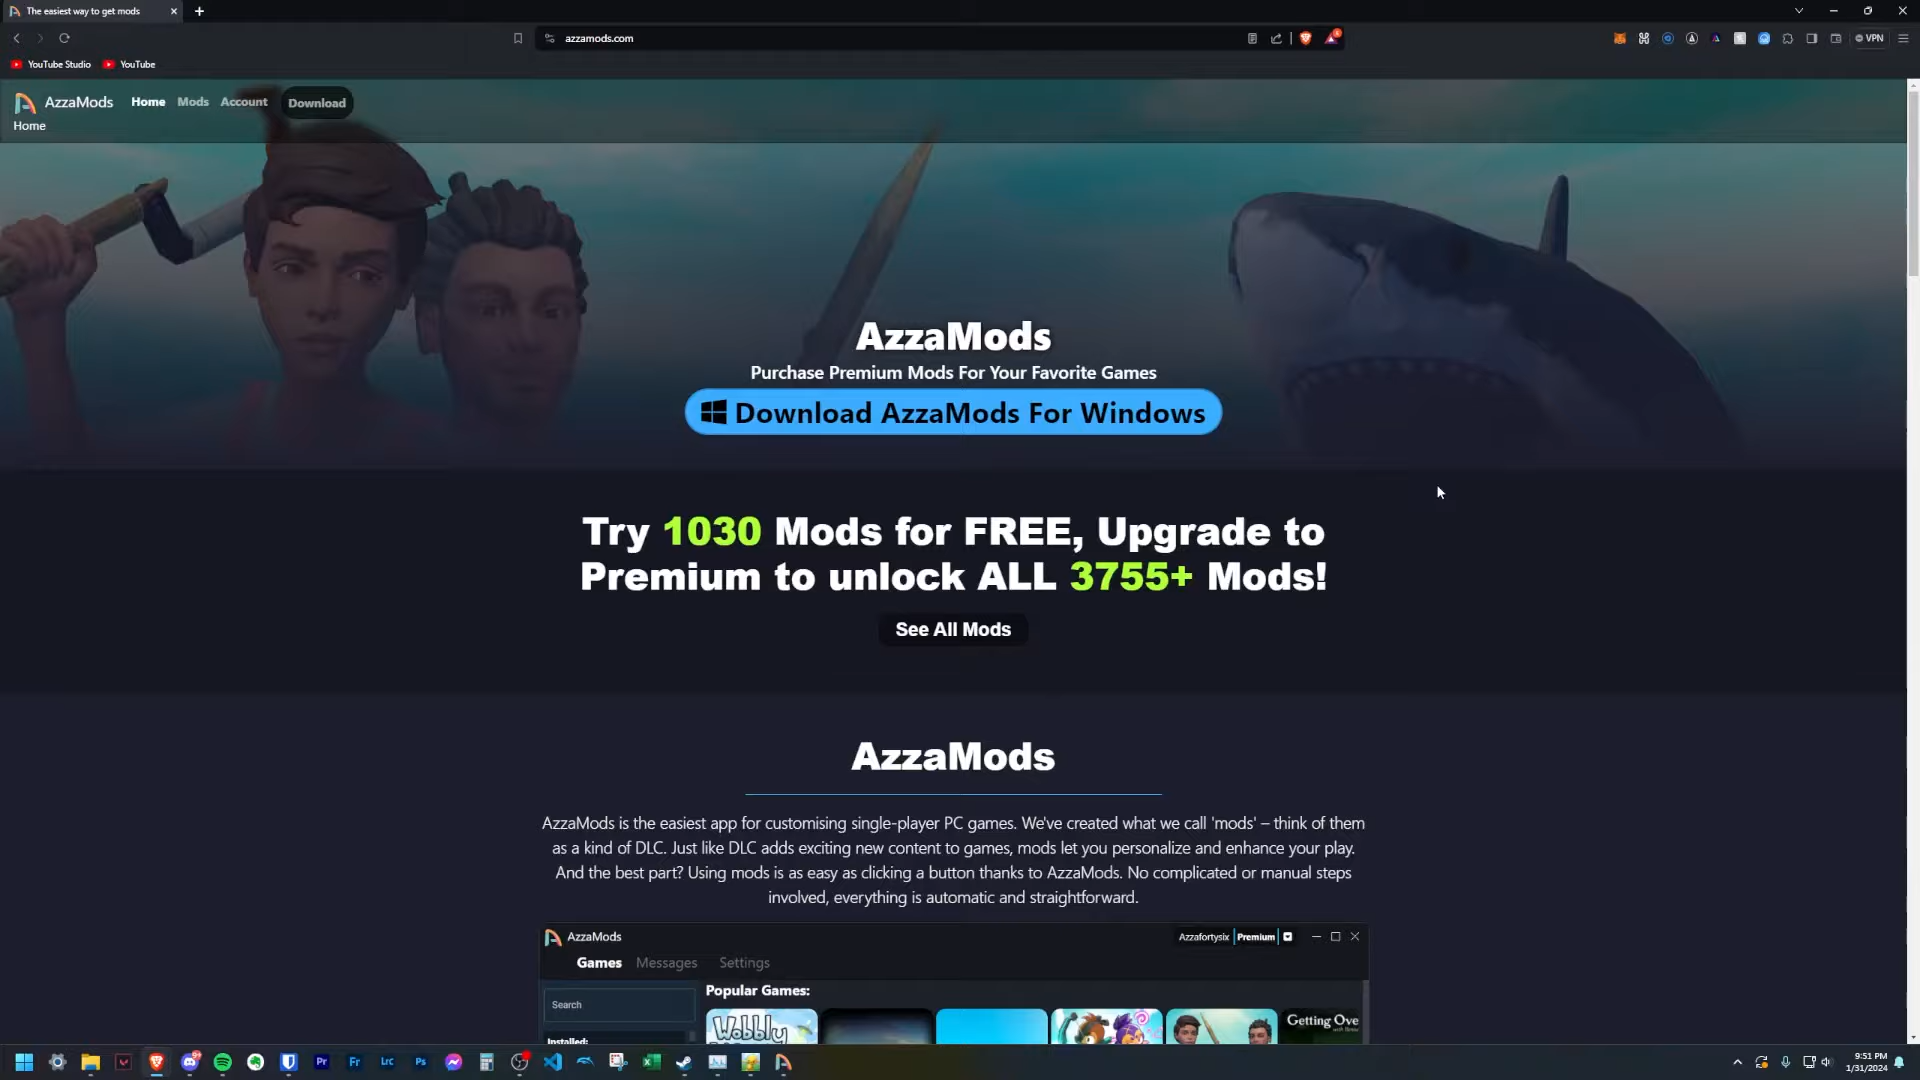 The easiest way to get mods
azzamods.com
VPN
YouTube Studio
YouTube
AzzaMods
Home
Mods
Account
Download
Home
AzzaMods
Purchase Premium Mods For Your Favorite Games
Download AzzaMods For Windows
Try 1030 Mods for FREE, Upgrade to
Premium to unlock ALL 3755+ Mods!
See All Mods
AzzaMods
AzzaMods is the easiest app for customising single-player PC games. We've created what we call 'mods' – think of them
as a kind of DLC. Just like DLC adds exciting new content to games, mods let you personalize and enhance your play.
And the best part? Using mods is as easy as clicking a button thanks to AzzaMods. No complicated or manual steps
involved, everything is automatic and straightforward.
AzzaMods
Azzafortysix
Premium
Games
Messages
Settings
Search
Popular Games:
Installed:
Wobbly
Getting Ove
Pr
Fr
Lrc
Ps
9:51 PM
1/31/2024